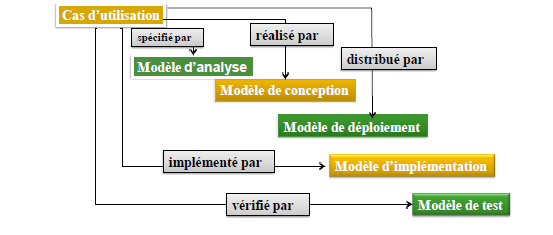 Cas d'utilisation
spécifié par
réalisé par
distribué par
Modèle d'analyse
Modèle de conception
Modèle de déploiement
implémenté par
Modèle d'implémentation
vérifié par
Modèle de test